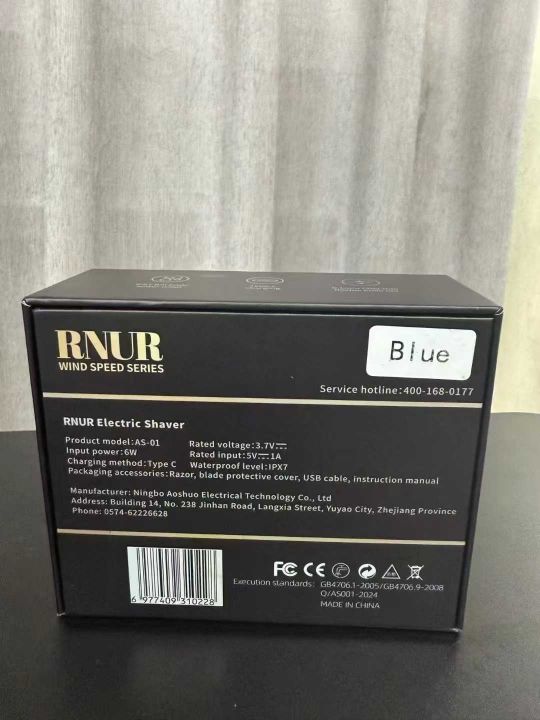 RNUR
WIND SPEED SERIES
Blue
Service hotline:400-168-0177
RNUR Electric Shaver
Product model:AS-01 Rated voltage:3.7V⎓
Input power:6W Rated input:5V⎓1A
Charging method:Type C Waterproof level:IPX7
Packaging accessories:Razor, blade protective cover, USB cable, instruction manual
Manufacturer: Ningbo Aoshuo Electrical Technology Co., Ltd
Address: Building 14, No. 238 Jinhan Road, Langxia Street, Yuyao City, Zhejiang Province
Phone: 0574-62226628
FC CE
Execution standards: GB4706.1-2005/GB4706.9-2008
Q/AS001-2024
MADE IN CHINA
6 977409 310228